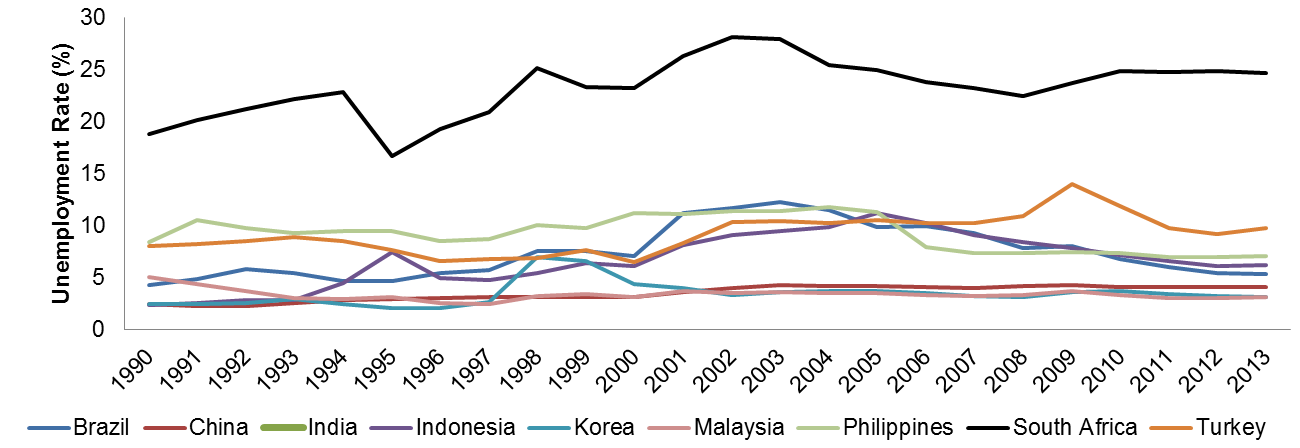 Unemployment Rate (%)
30
25
20
15
10
5
0
1990 1991 1992 1993 1994 1995 1996 1997 1998 1999 2000 2001 2002 2003 2004 2005 2006 2007 2008 2009 2010 2011 2012 2013
Brazil China India Indonesia Korea Malaysia Philippines South Africa Turkey